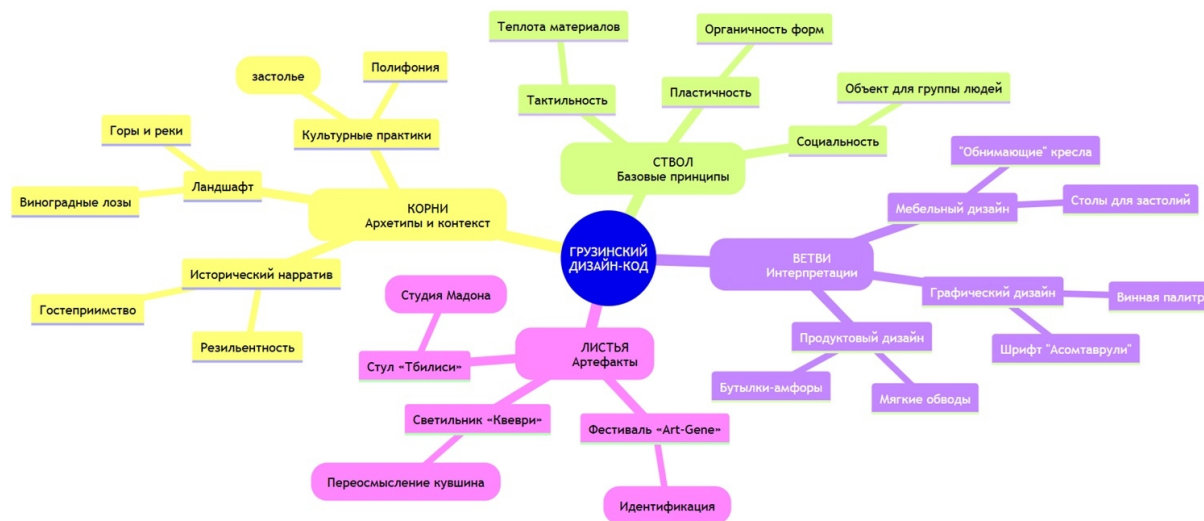 ГРУЗИНСКИЙ
ДИЗАЙН-КОД
КОРНИ
Архетипы и контекст
Культурные практики
застолье
Полифония
Ландшафт
Горы и реки
Виноградные лозы
Исторический нарратив
Гостеприимство
Резильентность
СТВОЛ
Базовые принципы
Тактильность
Теплота материалов
Пластичность
Органичность форм
Социальность
Объект для группы людей
ВЕТВИ
Интерпретации
Мебельный дизайн
"Обнимающие" кресла
Столы для застолий
Графический дизайн
Винная палитр
Шрифт "Асомтаврули"
Продуктовый дизайн
Бутылки-амфоры
Мягкие обводы
ЛИСТЬЯ
Артефакты
Стул «Тбилиси»
Студия Мадона
Светильник «Квеври»
Переосмысление кувшина
Фестиваль «Art-Gene»
Идентификация